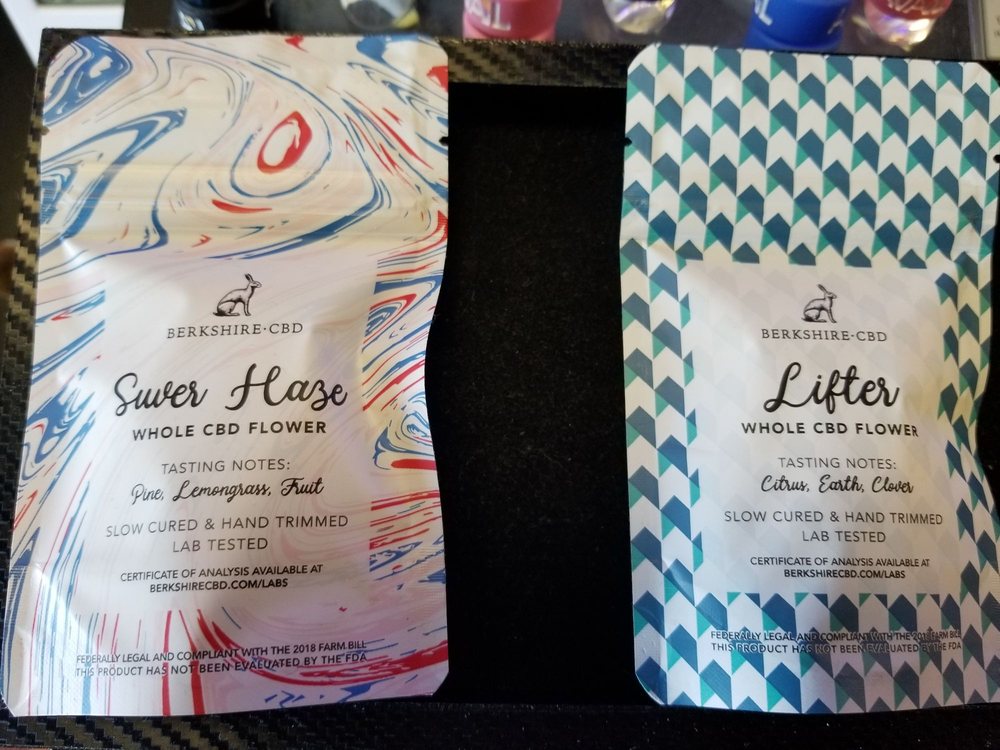 BERKSHIRE·CBD
Suver Haze
WHOLE CBD FLOWER
TASTING NOTES:
Pine, Lemongrass, Fruit
SLOW CURED & HAND TRIMMED
LAB TESTED
CERTIFICATE OF ANALYSIS AVAILABLE AT
BERKSHIRECBD.COM/LABS
FEDERALLY LEGAL AND COMPLIANT WITH THE 2018 FARM BILL
THIS PRODUCT HAS NOT BEEN EVALUATED BY THE FDA
BERKSHIRE·CBD
Lifter
WHOLE CBD FLOWER
TASTING NOTES:
Citrus, Earth, Clover
SLOW CURED & HAND TRIMMED
LAB TESTED
CERTIFICATE OF ANALYSIS AVAILABLE AT
BERKSHIRECBD.COM/LABS
FEDERALLY LEGAL AND COMPLIANT WITH THE 2018 FARM BILL
THIS PRODUCT HAS NOT BEEN EVALUATED BY THE FDA